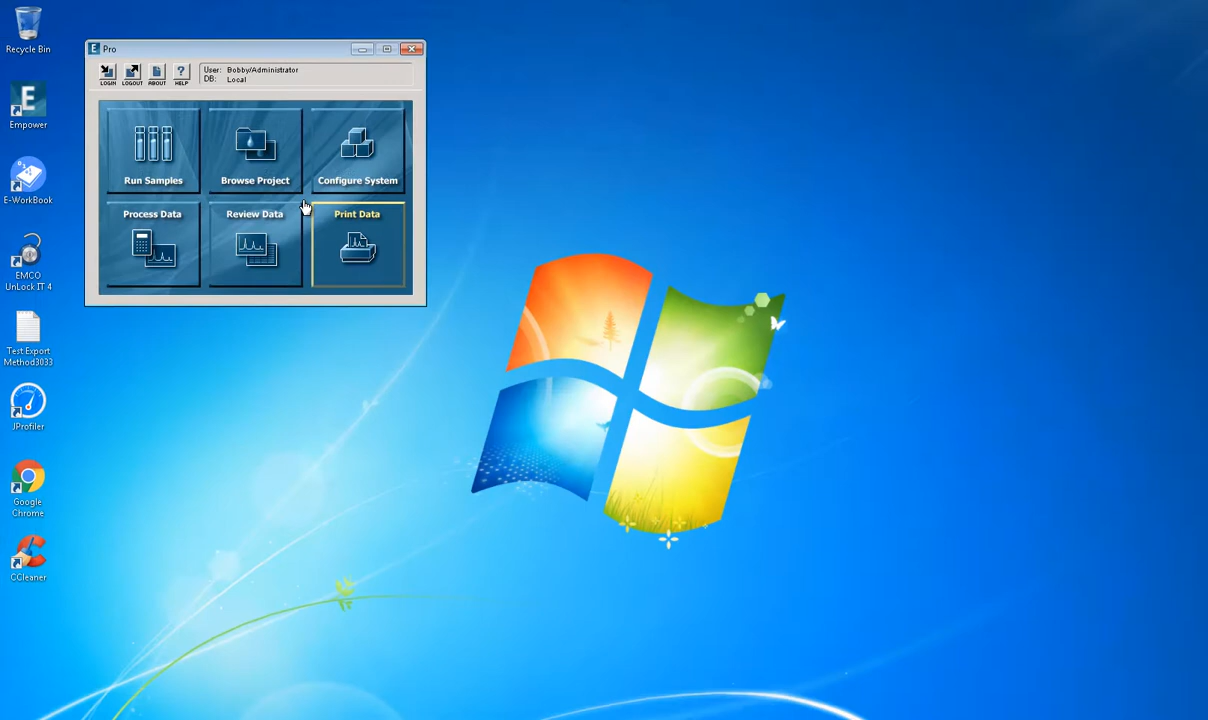 Recycle Bin
E
Empower
E-WorkBook
EMCO
UnLock IT 4
Test Export
Method3033
JProfiler
Google
Chrome
CCleaner
E Pro
LOGIN LOGOUT ABOUT HELP
User: Bobby/Administrator
DB: Local
Run Samples
Browse Project
Configure System
Process Data
Review Data
Print Data